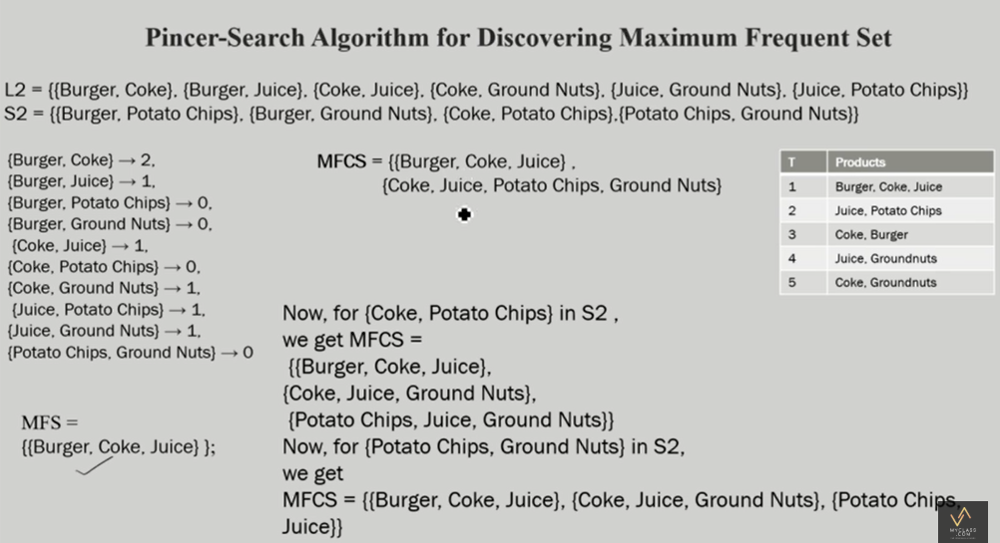 Pincer-Search Algorithm for Discovering Maximum Frequent Set
L2 = {{Burger, Coke}, {Burger, Juice}, {Coke, Juice}, {Coke, Ground Nuts}, {Juice, Ground Nuts}, {Juice, Potato Chips}}
S2 = {{Burger, Potato Chips}, {Burger, Ground Nuts}, {Coke, Potato Chips},{Potato Chips, Ground Nuts}}
{Burger, Coke} → 2,
{Burger, Juice} → 1,
{Burger, Potato Chips} → 0,
{Burger, Ground Nuts} → 0,
{Coke, Juice} → 1,
{Coke, Potato Chips} → 0,
{Coke, Ground Nuts} → 1,
{Juice, Potato Chips} → 1,
{Juice, Ground Nuts} → 1,
{Potato Chips, Ground Nuts} → 0
MFS =
{{Burger, Coke, Juice} };
MFCS = {{Burger, Coke, Juice} ,
{Coke, Juice, Potato Chips, Ground Nuts}
T Products
1 Burger, Coke, Juice
2 Juice, Potato Chips
3 Coke, Burger
4 Juice, Groundnuts
5 Coke, Groundnuts
Now, for {Coke, Potato Chips} in S2 ,
we get MFCS =
{{Burger, Coke, Juice},
{Coke, Juice, Ground Nuts},
{Potato Chips, Juice, Ground Nuts}}
Now, for {Potato Chips, Ground Nuts} in S2,
we get
MFCS = {{Burger, Coke, Juice}, {Coke, Juice, Ground Nuts}, {Potato Chips,
Juice}}